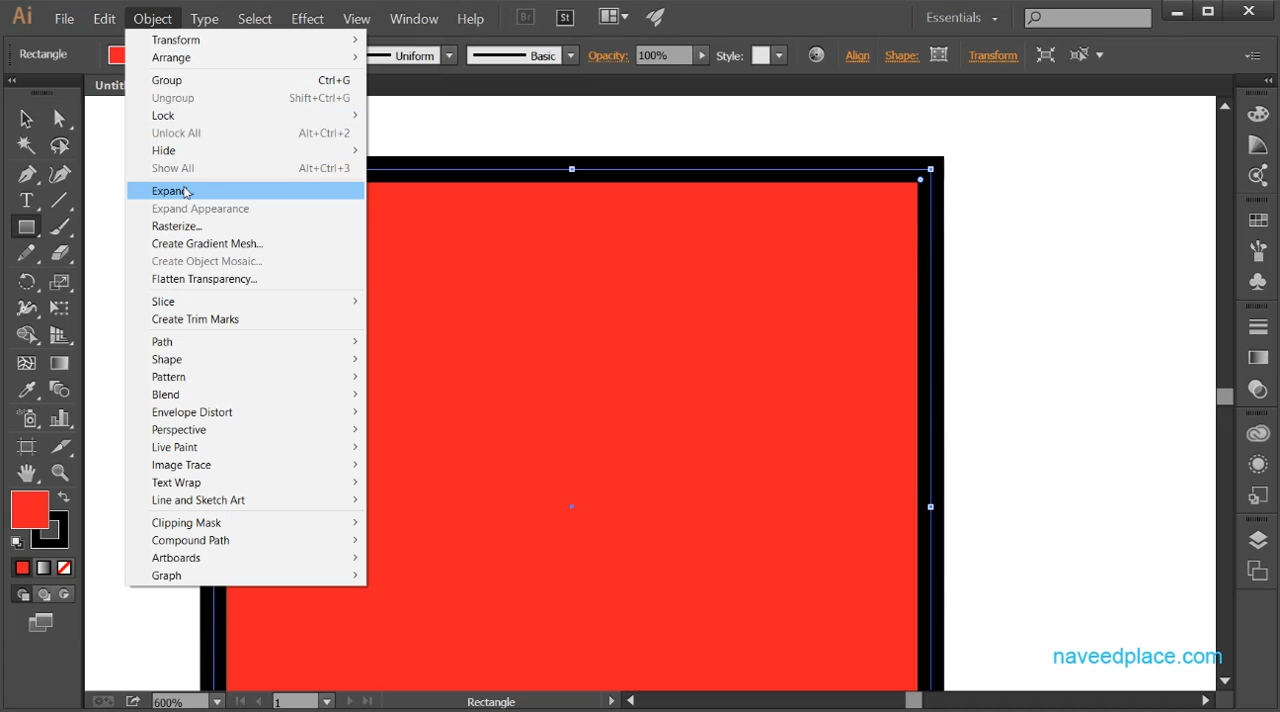 Ai File Edit Object Type Select Effect View Window Help Br St Essentials
Rectangle Uniform Basic Opacity: 100% Style: Align Shape: Transform
Untit
Transform
Arrange
Group Ctrl+G
Ungroup Shift+Ctrl+G
Lock
Unlock All Alt+Ctrl+2
Hide
Show All Alt+Ctrl+3
Expand...
Expand Appearance
Rasterize...
Create Gradient Mesh...
Create Object Mosaic...
Flatten Transparency...
Slice
Create Trim Marks
Path
Shape
Pattern
Blend
Envelope Distort
Perspective
Live Paint
Image Trace
Text Wrap
Line and Sketch Art
Clipping Mask
Compound Path
Artboards
Graph
naveedplace.com
600% 1 Rectangle